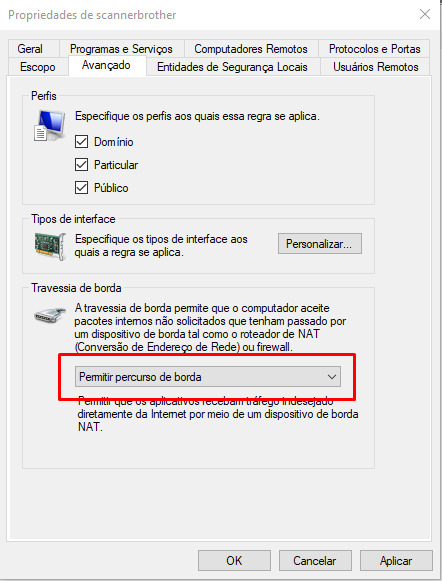 Propriedades de scannerbrother
Geral
Programas e Serviços
Computadores Remotos
Protocolos e Portas
Escopo
Avançado
Entidades de Segurança Locais
Usuários Remotos
Perfis
Especifique os perfis aos quais essa regra se aplica.
Domínio
Particular
Público
Tipos de interface
Especifique os tipos de interface aos
quais a regra se aplica.
Personalizar...
Travessia de borda
A travessia de borda permite que o computador aceite
pacotes internos não solicitados que tenham passado por
um dispositivo de borda tal como o roteador de NAT
(Conversão de Endereço de Rede) ou firewall.
Permitir percurso de borda
Permitir que os aplicativos recebam tráfego indesejado
diretamente da Internet por meio de um dispositivo de borda
NAT.
OK
Cancelar
Aplicar